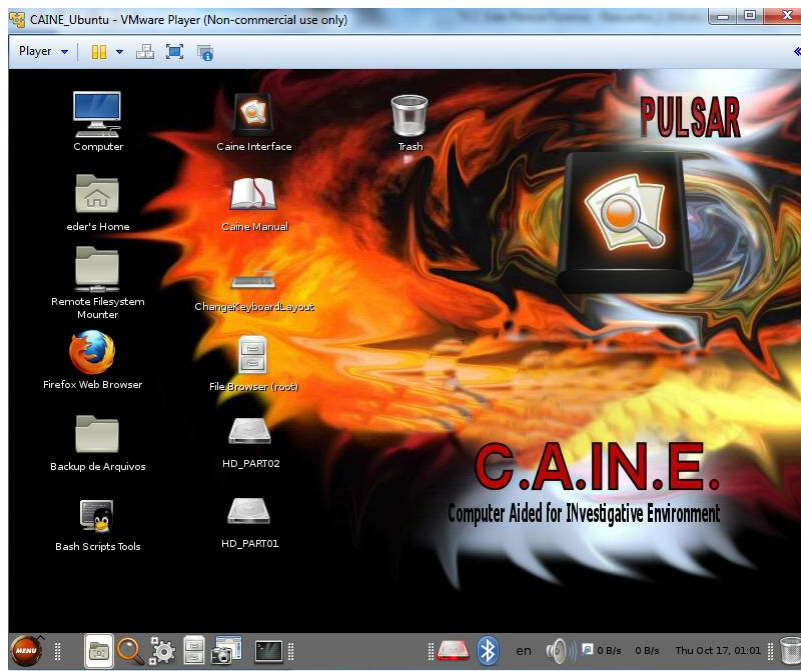 CAINE_Ubuntu - VMware Player (Non-commercial use only)
Player
PULSAR
Computer
Caine Interface
Trash
eder's Home
Caine Manual
Remote Filesystem
Mounter
ChangeKeyboardLayout
Firefox Web Browser
File Browser (root)
Backup de Arquivos
HD_PART02
Bash Scripts Tools
HD_PART01
C.A.IN.E.
Computer Aided for INvestigative Environment
MENU
en
0 B/s
0 B/s
Thu Oct 17, 01:01